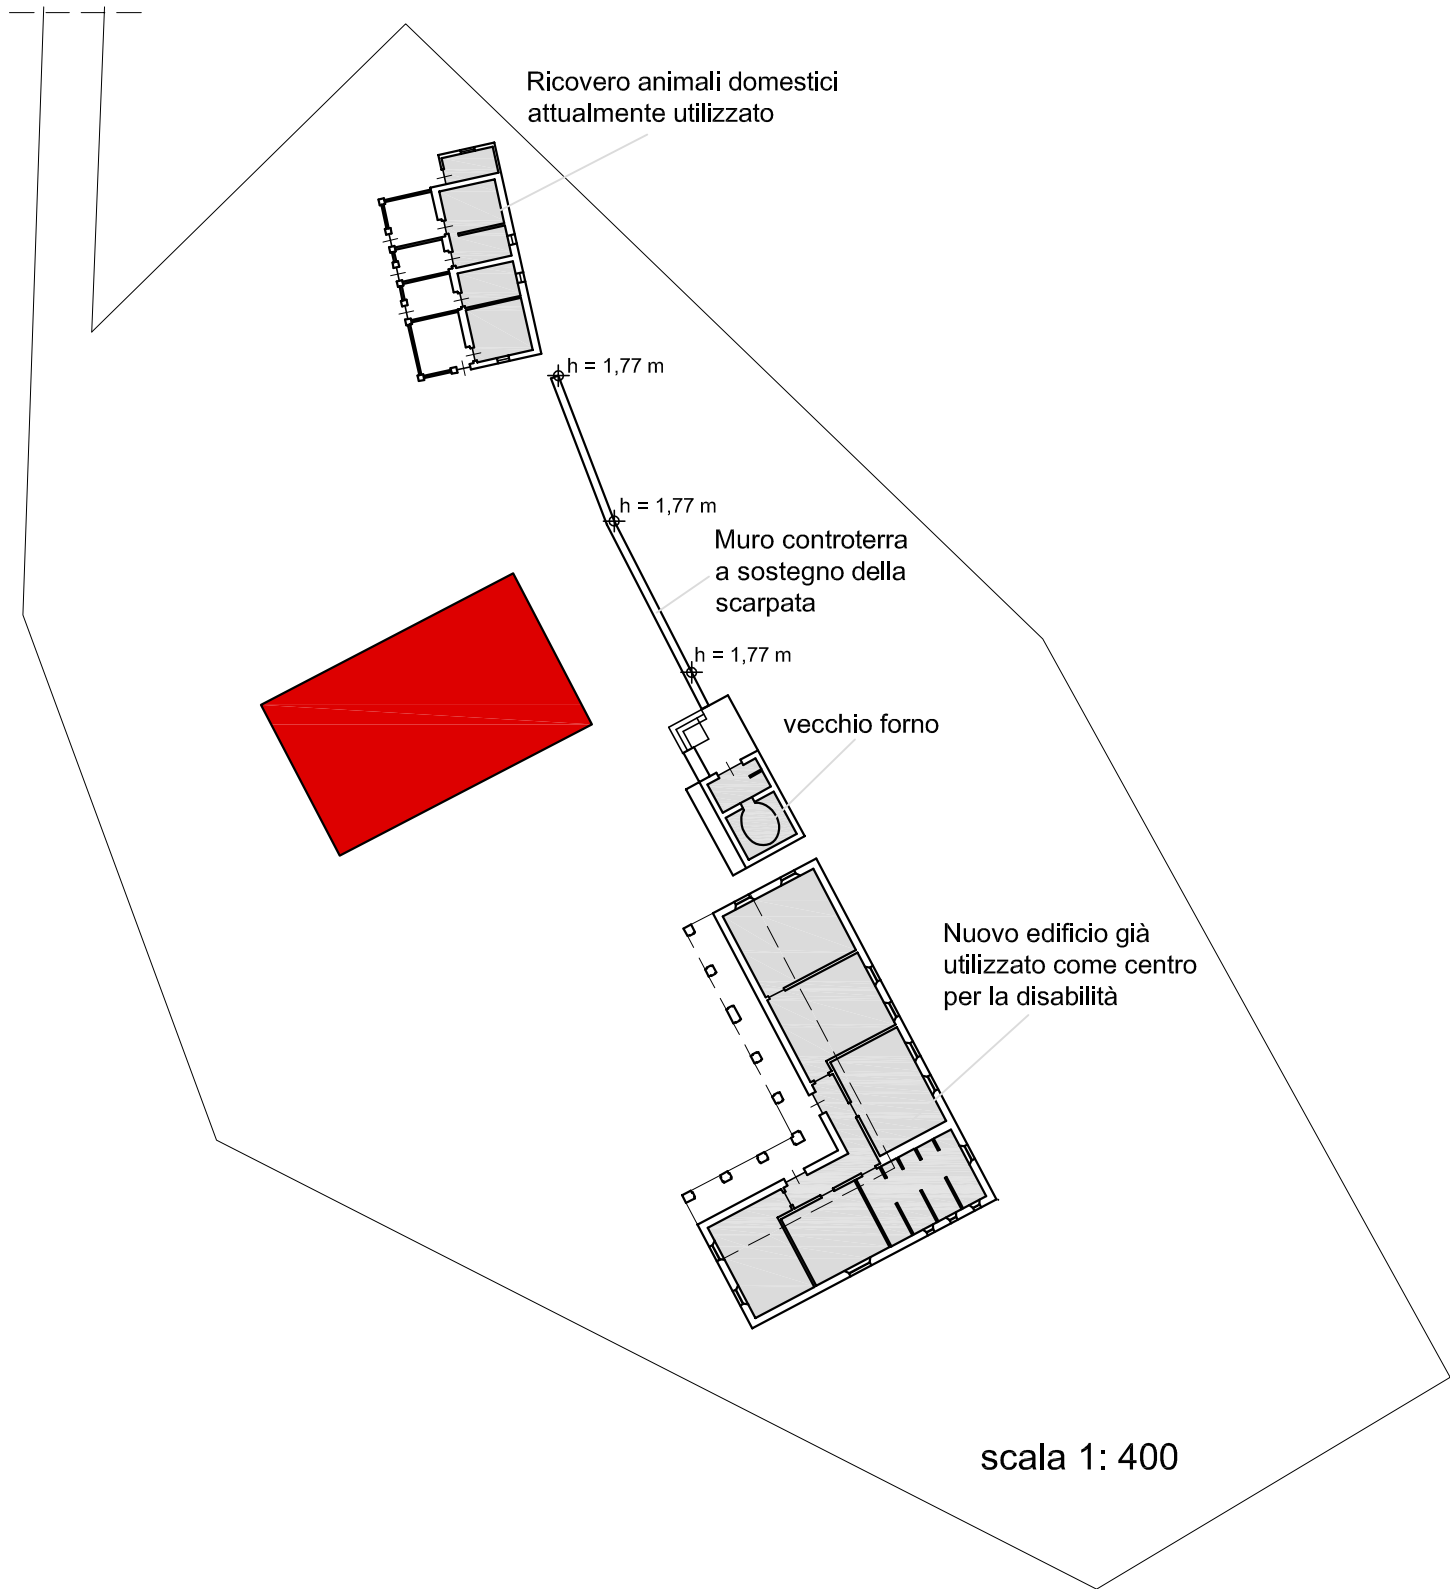 Ricovero animali domestici
attualmente utilizzato
h = 1,77 m
h = 1,77 m
Muro controterra
a sostegno della
scarpata
h = 1,77 m
vecchio forno
Nuovo edificio già
utilizzato come centro
per la disabilità
scala 1: 400